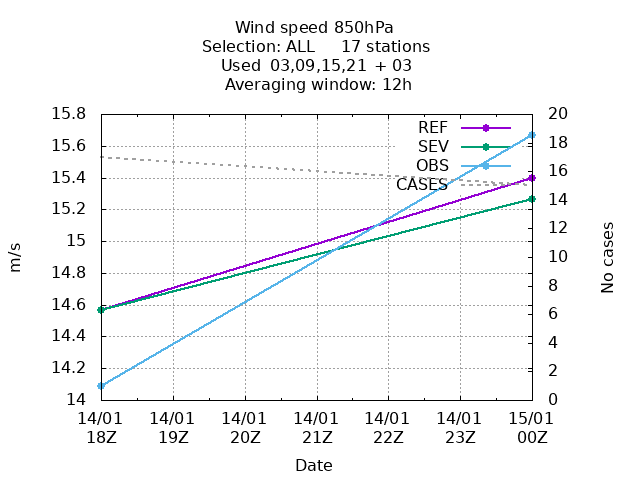 Wind speed 850hPa
Selection: ALL     17 stations
Used  03,09,15,21  + 03
Averaging window: 12h
REF
SEV
OBS
CASES
15.8
15.6
15.4
15.2
15
14.8
14.6
14.4
14.2
14
20
18
16
14
12
10
8
6
4
2
0
m/s
No cases
14/01 14/01 14/01 14/01 14/01 14/01 15/01
18Z 19Z 20Z 21Z 22Z 23Z 00Z
Date